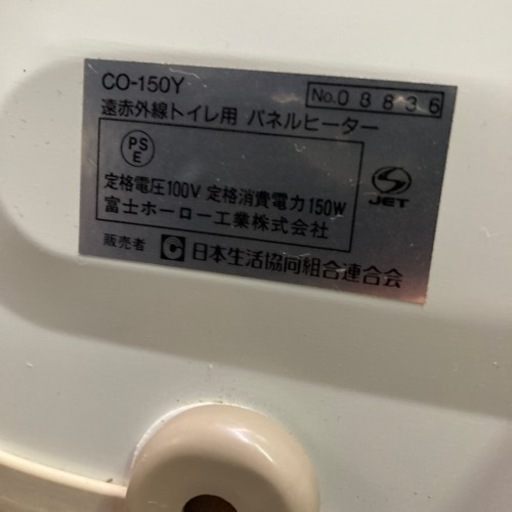 CO-150Y
No.08836
遠赤外線トイレ用 パネルヒーター
PS
E
定格電圧100V 定格消費電力150W
富士ホーロー工業株式会社
JET
販売者 C 日本生活協同組合連合会